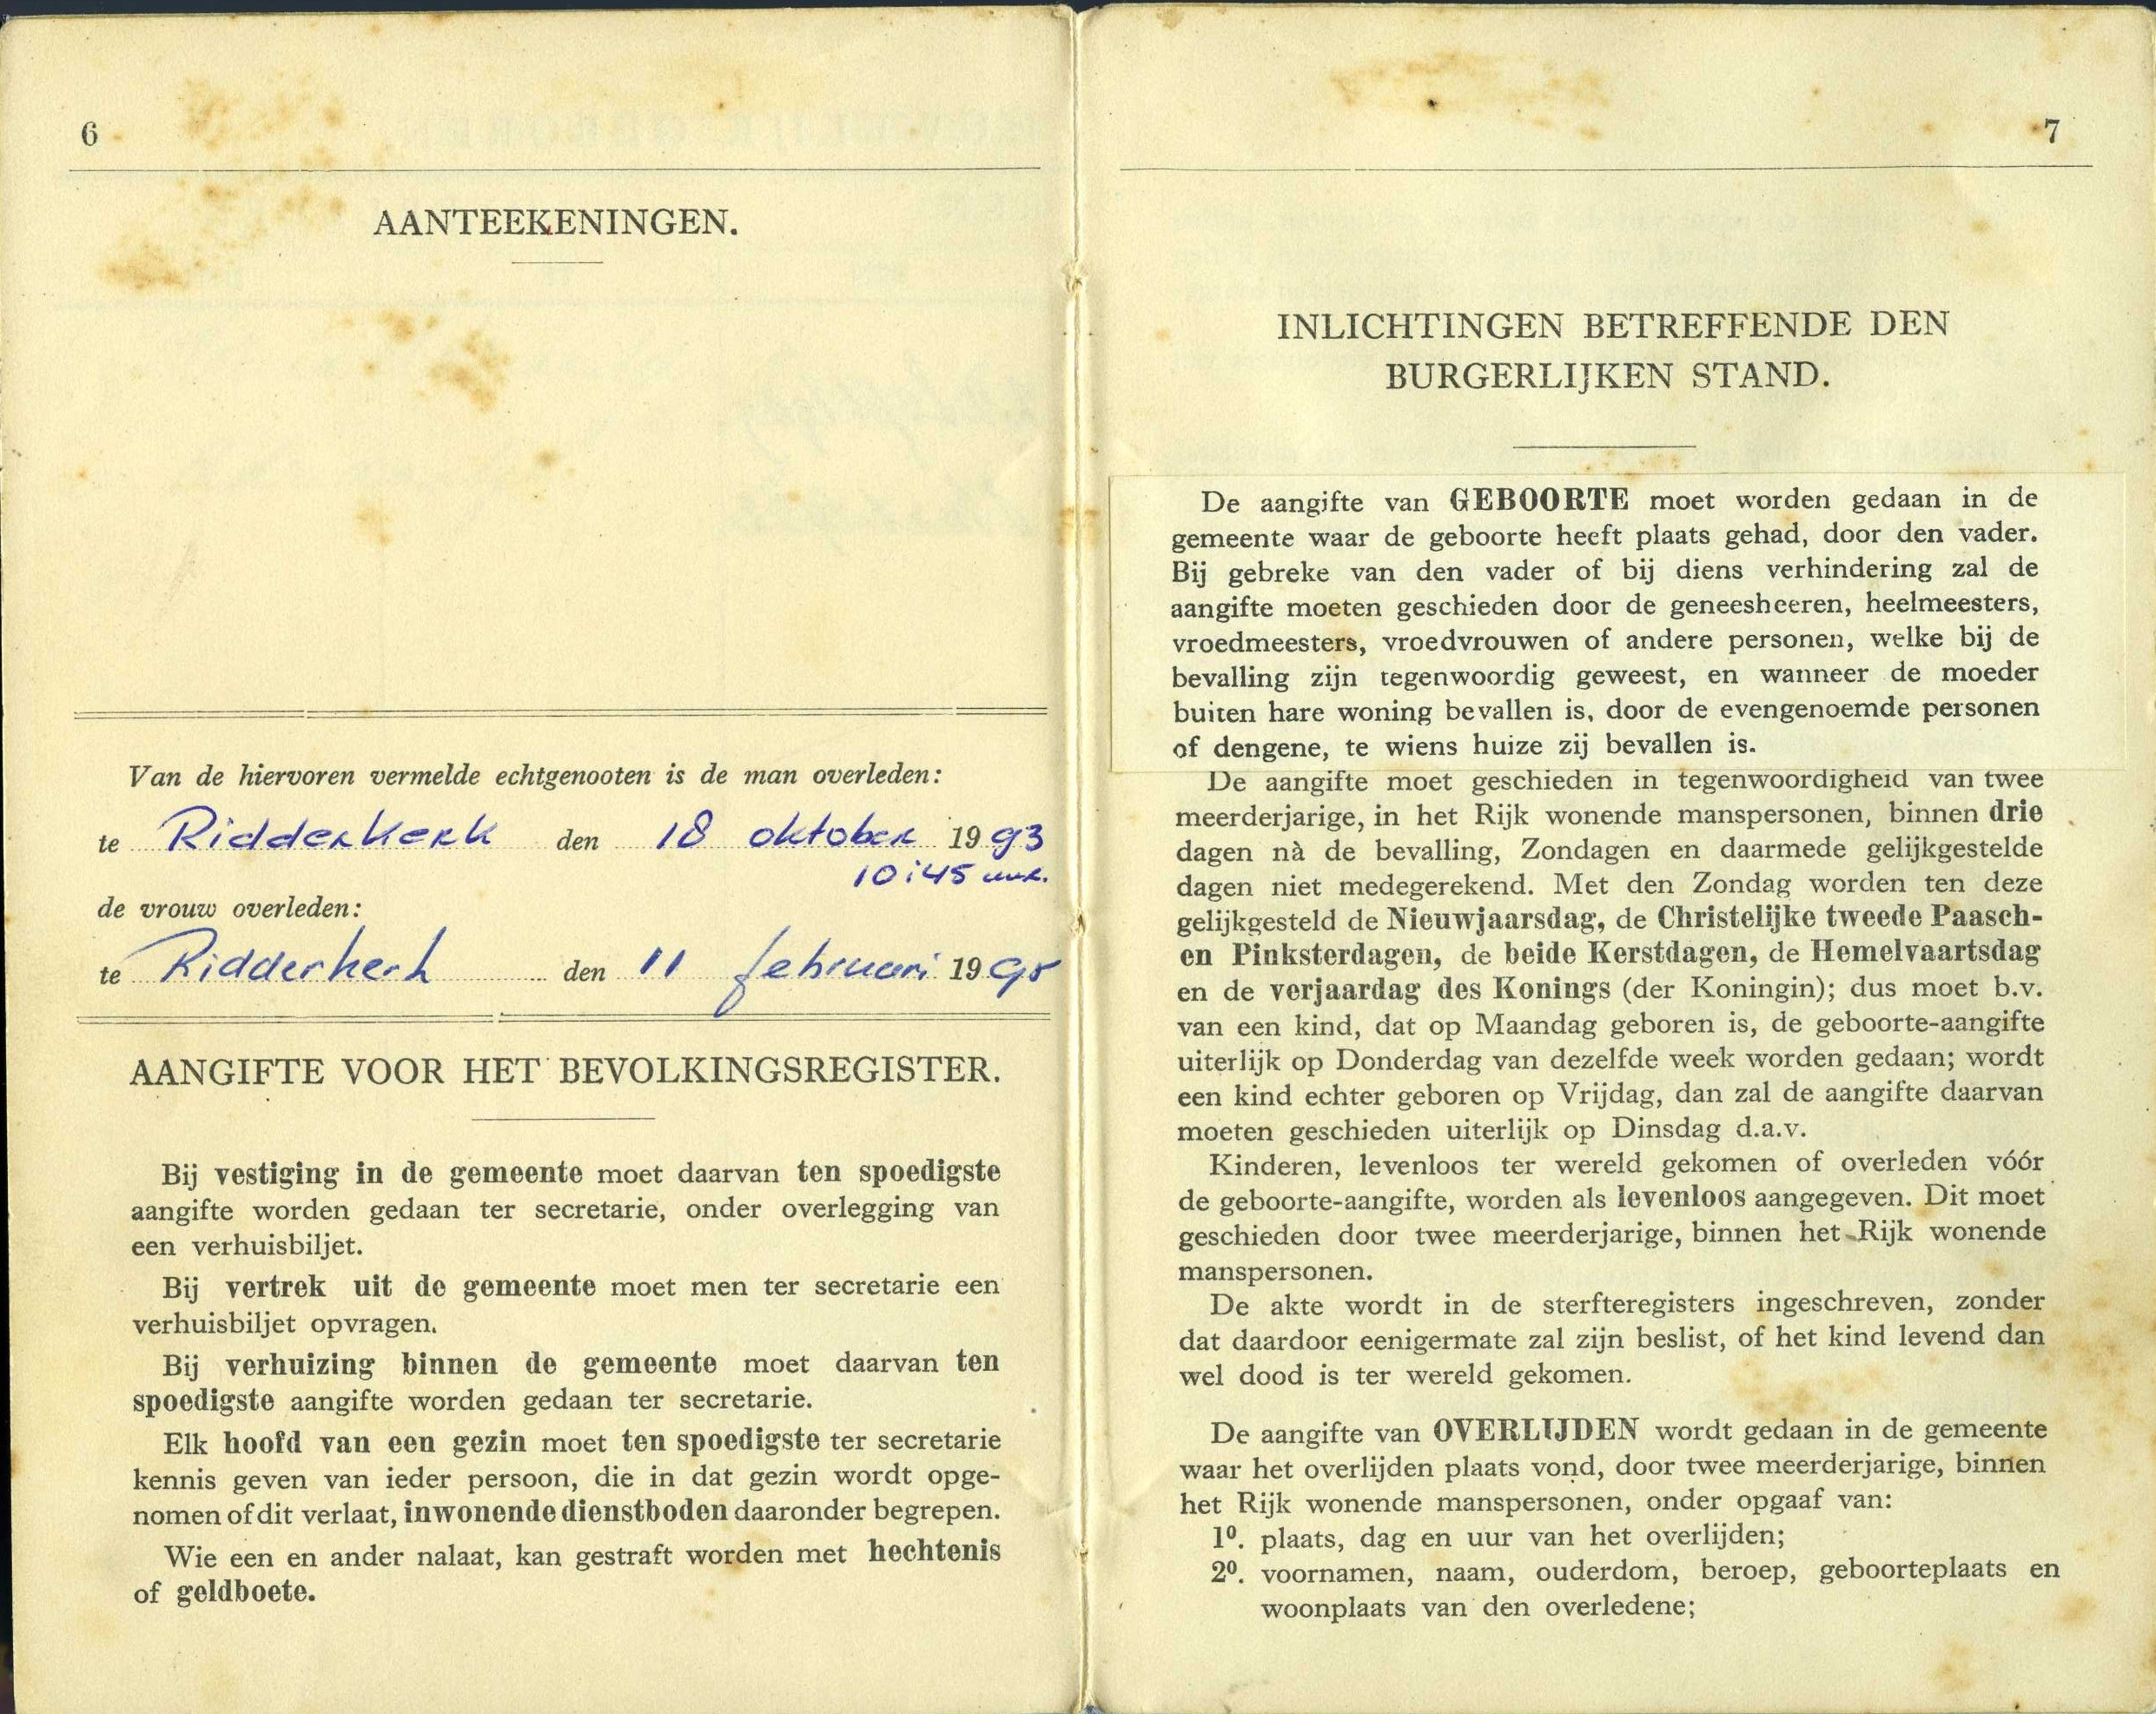 6
AANTEEKENINGEN.
Van de hiervoren vermelde echtgenooten is de man overleden:
te Ridderkerk den 18 oktober 1993
10:45 uur.
de vrouw overleden:
te Ridderkerk den 11 februari 19
AANGIFTE VOOR HET BEVOLKINGSREGISTER.
Bij vestiging in de gemeente moet daarvan ten spoedigste
aangifte worden gedaan ter secretarie, onder overlegging van
een verhuisbiljet.
Bij vertrek uit de gemeente moet men ter secretarie een
verhuisbiljet opvragen.
Bij verhuizing binnen de gemeente moet daarvan ten
spoedigste aangifte worden gedaan ter secretarie.
Elk hoofd van een gezin moet ten spoedigste ter secretarie
kennis geven van ieder persoon, die in dat gezin wordt opge-
nomen of dit verlaat, inwonende dienstboden daaronder begrepen.
Wie een en ander nalaat, kan gestraft worden met hechtenis
of geldboete.
7
INLICHTINGEN BETREFFENDE DEN
BURGERLIJKEN STAND.
De aangifte van GEBOORTE moet worden gedaan in de
gemeente waar de geboorte heeft plaats gehad, door den vader.
Bij gebreke van den vader of bij diens verhindering zal de
aangifte moeten geschieden door de geneesheeren, heelmeesters,
vroedmeesters, vroedvrouwen of andere personen, welke bij de
bevalling zijn tegenwoordig geweest, en wanneer de moeder
buiten hare woning bevallen is, door de evengenoemde personen
of dengene, te wiens huize zij bevallen is.
De aangifte moet geschieden in tegenwoordigheid van twee
meerderjarige, in het Rijk wonende manspersonen, binnen drie
dagen nà de bevalling, Zondagen en daarmede gelijkgestelde
dagen niet medegerekend. Met den Zondag worden ten deze
gelijkgesteld de Nieuwjaarsdag, de Christelijke tweede Paasch-
en Pinksterdagen, de beide Kerstdagen, de Hemelvaartsdag
en de verjaardag des Konings (der Koningin); dus moet b.v.
van een kind, dat op Maandag geboren is, de geboorte-aangifte
uiterlijk op Donderdag van dezelfde week worden gedaan; wordt
een kind echter geboren op Vrijdag, dan zal de aangifte daarvan
moeten geschieden uiterlijk op Dinsdag d.a.v.
Kinderen, levenloos ter wereld gekomen of overleden vóór
de geboorte-aangifte, worden als levenloos aangegeven. Dit moet
geschieden door twee meerderjarige, binnen het Rijk wonende
manspersonen.
De akte wordt in de sterfteregisters ingeschreven, zonder
dat daardoor eenigermate zal zijn beslist, of het kind levend dan
wel dood is ter wereld gekomen.
De aangifte van OVERLIJDEN wordt gedaan in de gemeente
waar het overlijden plaats vond, door twee meerderjarige, binnen
het Rijk wonende manspersonen, onder opgaaf van:
1º. plaats, dag en uur van het overlijden;
2º. voornamen, naam, ouderdom, beroep, geboorteplaats en
woonplaats van den overledene;